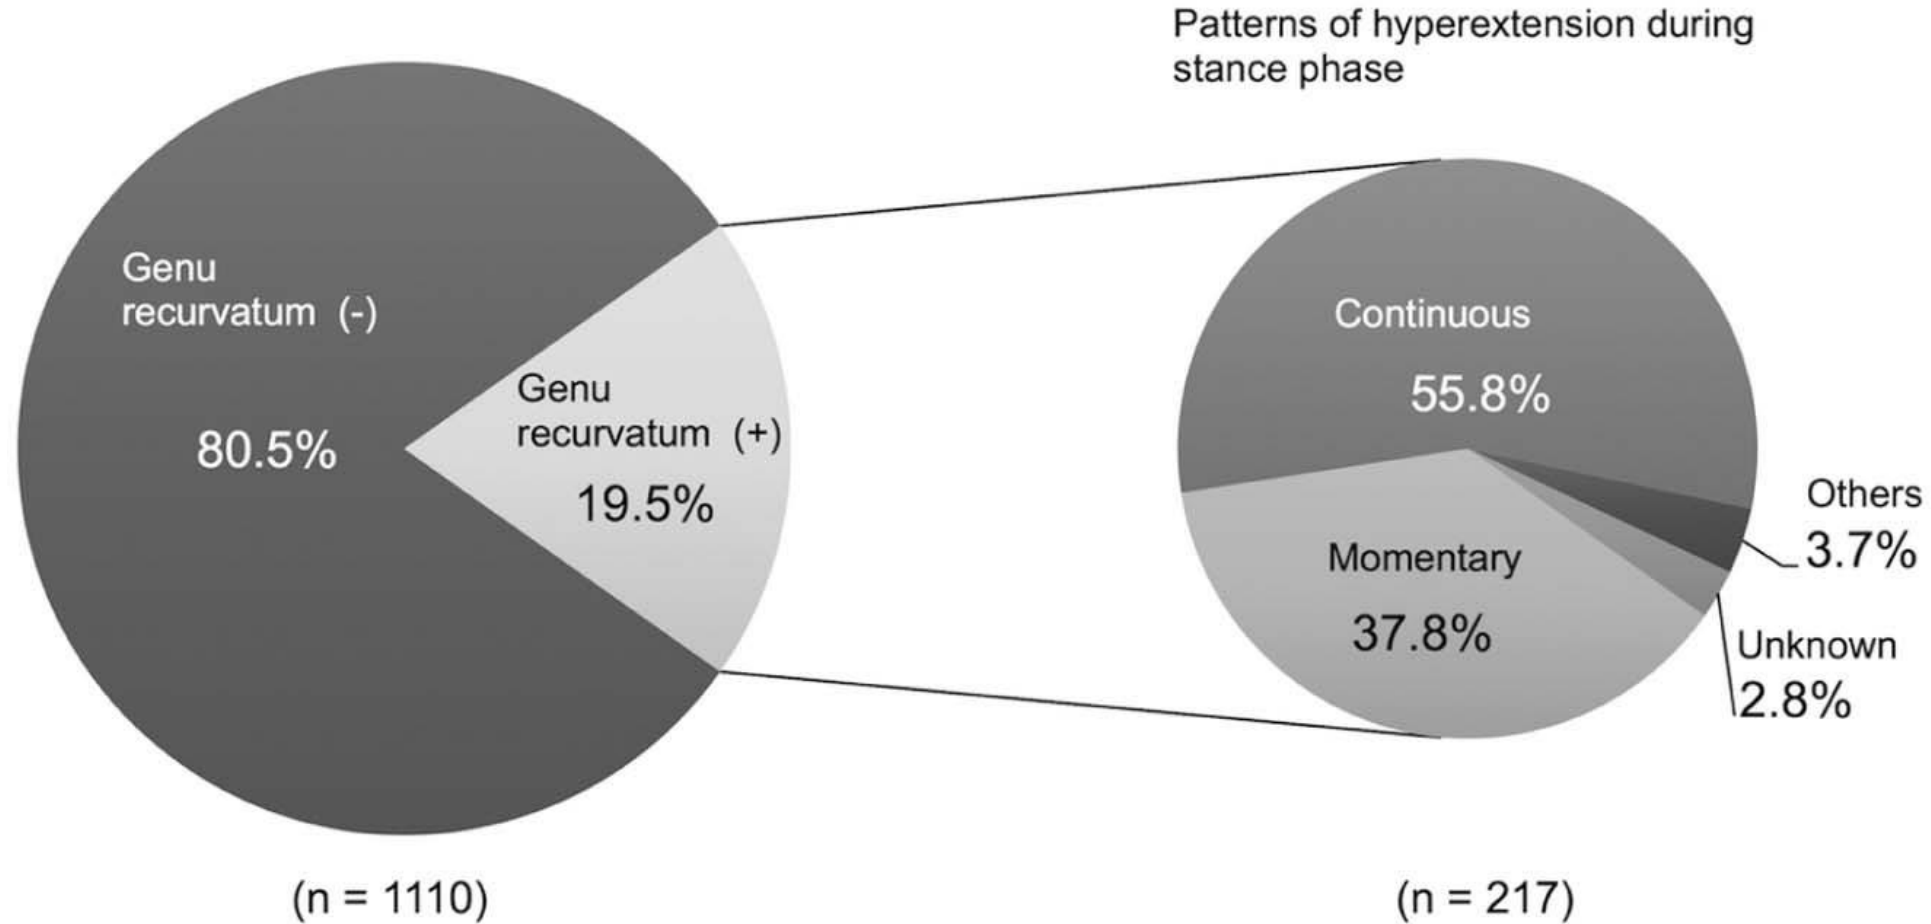 Patterns of hyperextension during
stance phase
Genu
recurvatum (-)
80.5%
Genu
recurvatum (+)
19.5%
Continuous
55.8%
Others
3.7%
Momentary
37.8%
Unknown
2.8%
(n = 1110)
(n = 217)